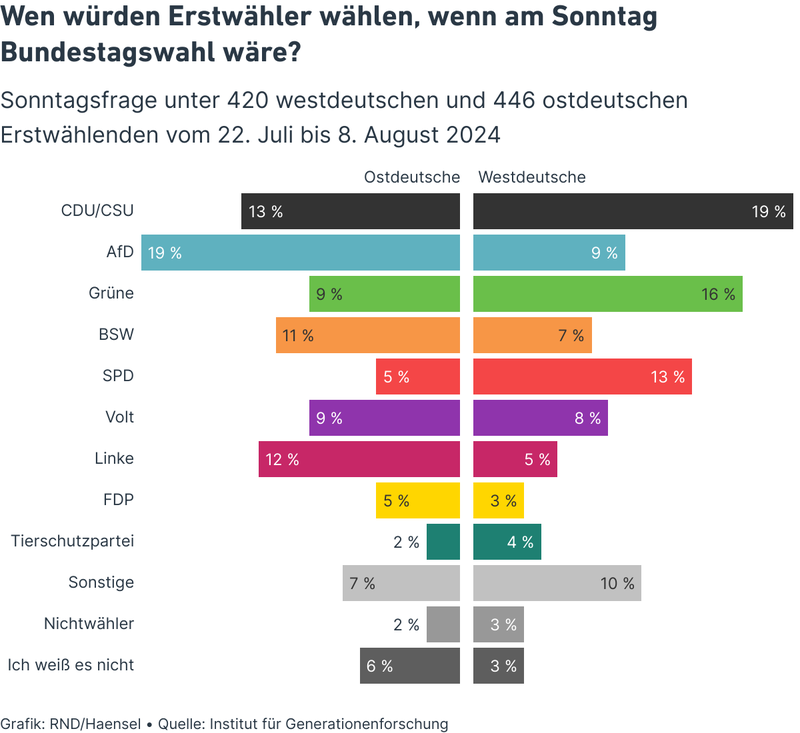 Wen würden Erstwähler wählen, wenn am Sonntag
Bundestagswahl wäre?
Sonntagsfrage unter 420 westdeutschen und 446 ostdeutschen
Erstwählenden vom 22. Juli bis 8. August 2024
Ostdeutsche Westdeutsche
CDU/CSU 13 % 19 %
AfD 19 % 9 %
Grüne 9 % 16 %
BSW 11 % 7 %
SPD 5 % 13 %
Volt 9 % 8 %
Linke 12 % 5 %
FDP 5 % 3 %
Tierschutzpartei 2 % 4 %
Sonstige 7 % 10 %
Nichtwähler 2 % 3 %
Ich weiß es nicht 6 % 3 %
Grafik: RND/Haensel • Quelle: Institut für Generationenforschung